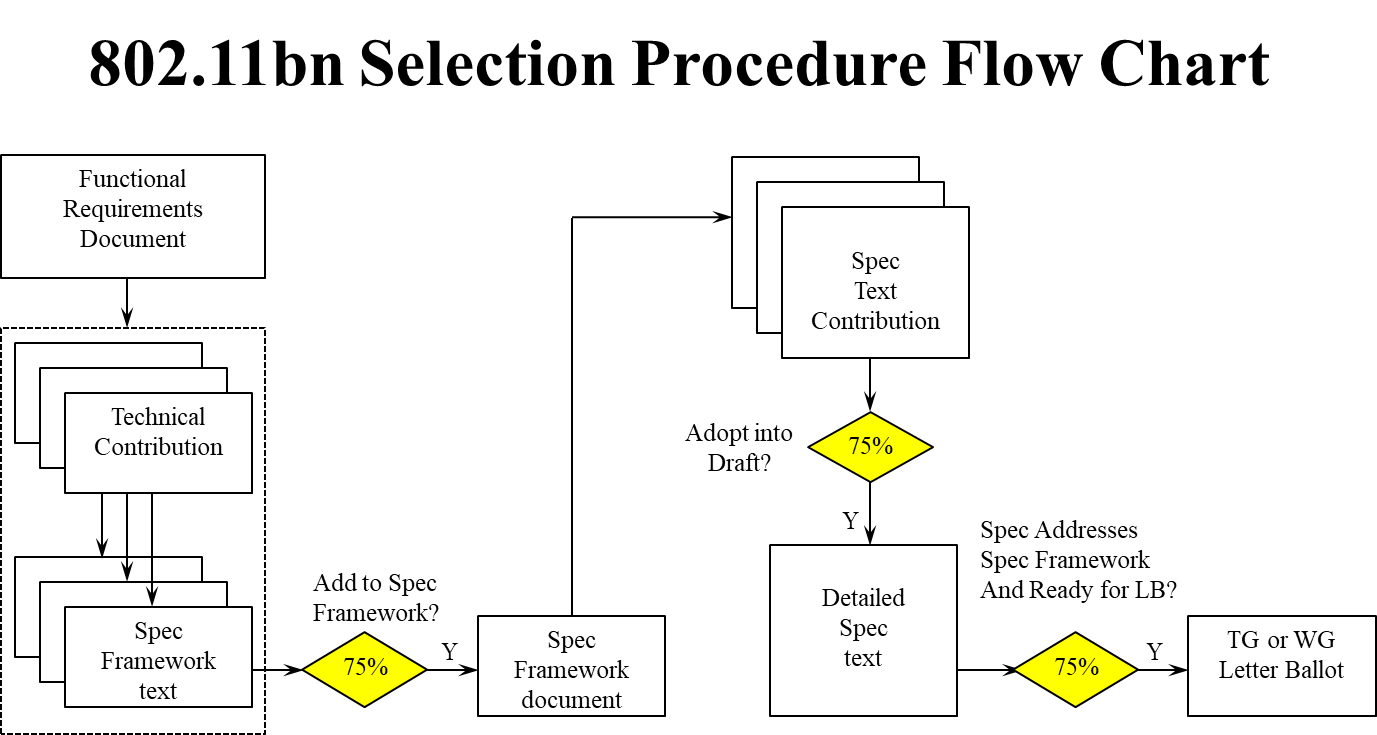 802.11bn Selection Procedure Flow Chart
Functional
Requirements
Document
Technical
Contribution
Spec
Framework
text
Add to Spec
Framework?
75%
Y
Spec
Framework
document
Spec
Text
Contribution
Adopt into
Draft?
75%
Y
Detailed
Spec
text
Spec Addresses
Spec Framework
And Ready for LB?
75%
Y
TG or WG
Letter Ballot